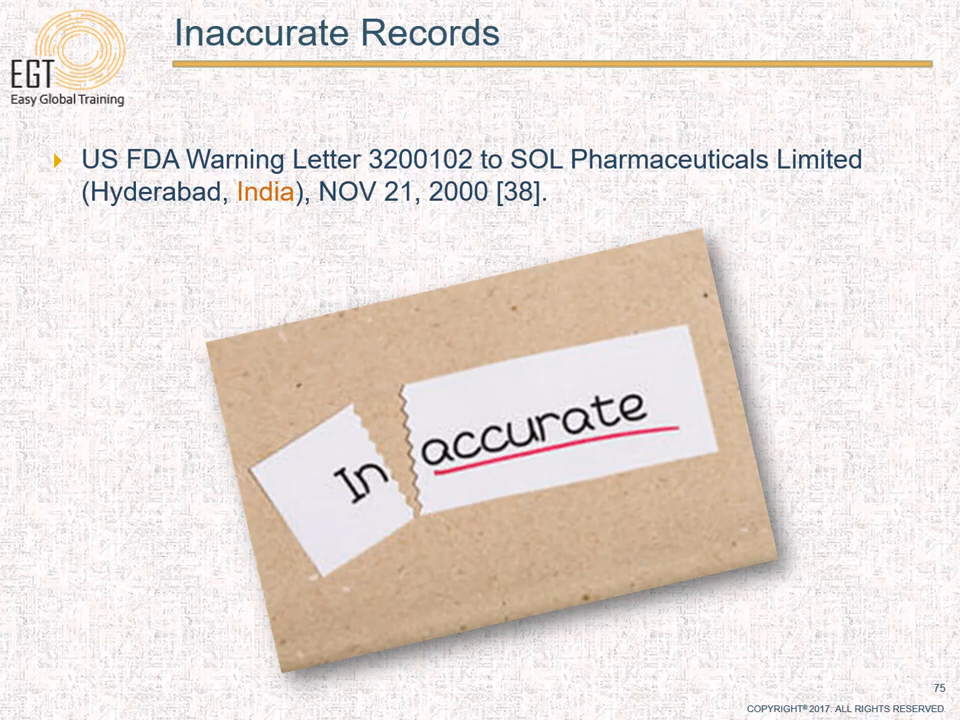 Inaccurate Records
EGT
Easy Global Training
US FDA Warning Letter 3200102 to SOL Pharmaceuticals Limited
(Hyderabad, India), NOV 21, 2000 [38].
In accurate
75
COPYRIGHT® 2017. ALL RIGHTS RESERVED.